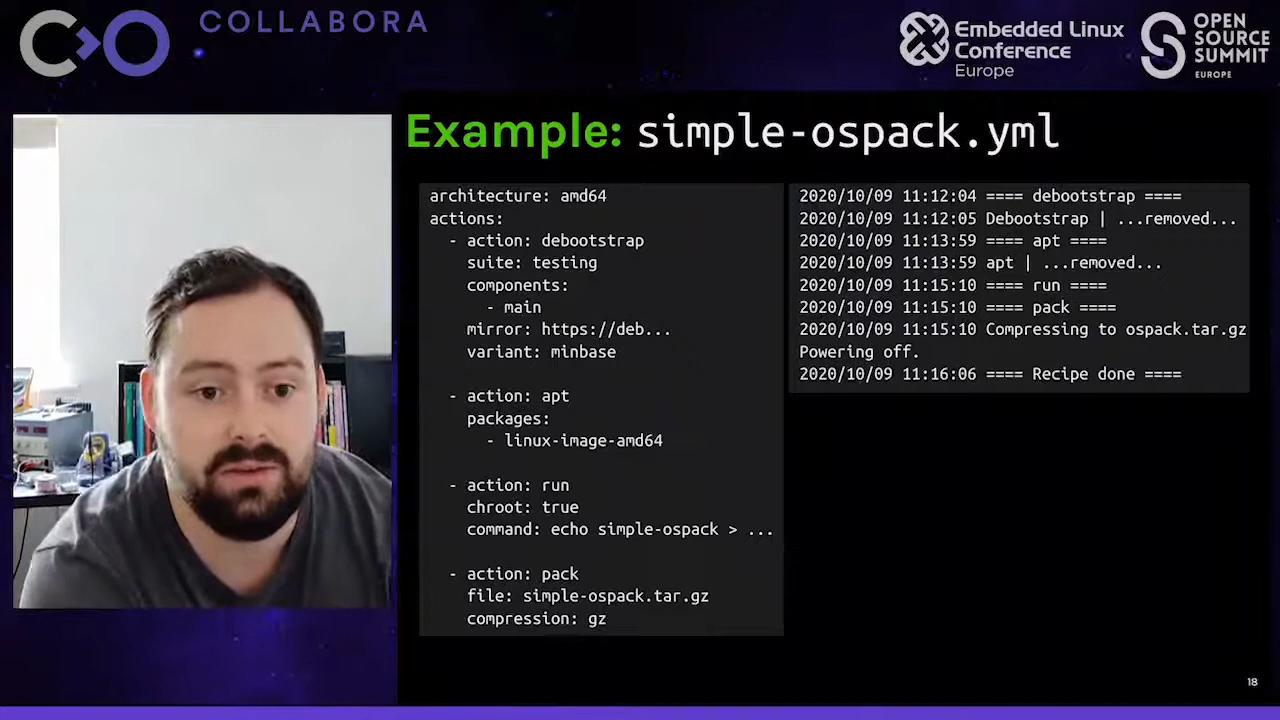 COLLABORA
Embedded Linux
Conference
Europe
OPEN
SOURCE
SUMMIT
EUROPE
Example: simple-ospack.yml
architecture: amd64
actions:
- action: debootstrap
suite: testing
components:
- main
mirror: https://deb...
variant: minbase
- action: apt
packages:
- linux-image-amd64
- action: run
chroot: true
command: echo simple-ospack > ...
- action: pack
file: simple-ospack.tar.gz
compression: gz
2020/10/09 11:12:04 ==== debootstrap ====
2020/10/09 11:12:05 Debootstrap | ...removed...
2020/10/09 11:13:59 ==== apt ====
2020/10/09 11:13:59 apt | ...removed...
2020/10/09 11:15:10 ==== run ====
2020/10/09 11:15:10 ==== pack ====
2020/10/09 11:15:10 Compressing to ospack.tar.gz
Powering off.
2020/10/09 11:16:06 ==== Recipe done ====
18